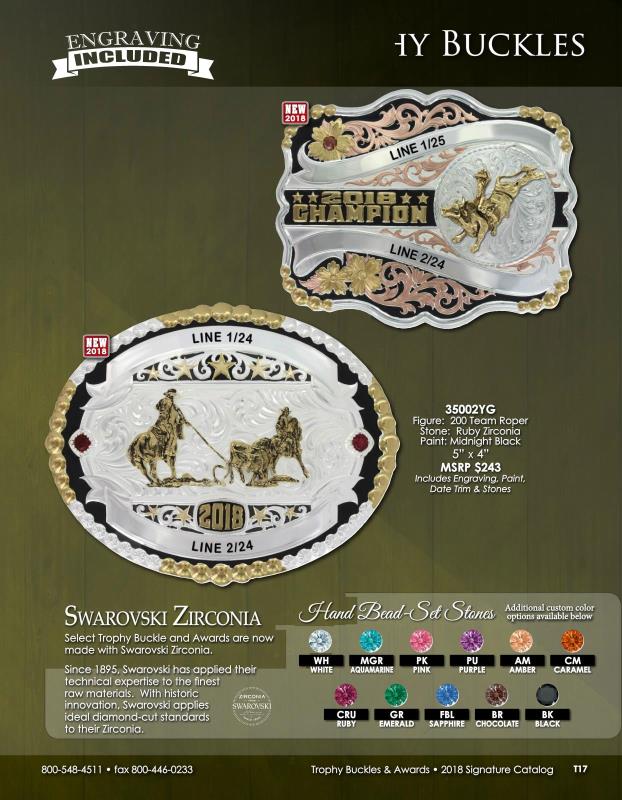 ENGRAVING
INCLUDED
HY BUCKLES
NEW
2018
LINE 1/25
2018
CHAMPION
LINE 2/24
NEW
2018
LINE 1/24
2018
LINE 2/24
35002YG
Figure: 200 Team Roper
Stone: Ruby Zirconia
Paint: Midnight Black
5” x 4”
MSRP $243
Includes Engraving, Paint,
Date Trim & Stones
SWAROVSKI ZIRCONIA
Select Trophy Buckle and Awards are now
made with Swarovski Zirconia.
Since 1895, Swarovski has applied their
technical expertise to the finest
raw materials. With historic
innovation, Swarovski applies
ideal diamond-cut standards
to their Zirconia.
ZIRCONIA
SWAROVSKI
Hand Bead-Set Stones
Additional custom color
options available below
WH
WHITE
MGR
AQUAMARINE
PK
PINK
PU
PURPLE
AM
AMBER
CM
CARAMEL
CRU
RUBY
GR
EMERALD
FBL
SAPPHIRE
BR
CHOCOLATE
BK
BLACK
800-548-4511 • fax 800-446-0233
Trophy Buckles & Awards • 2018 Signature Catalog T17